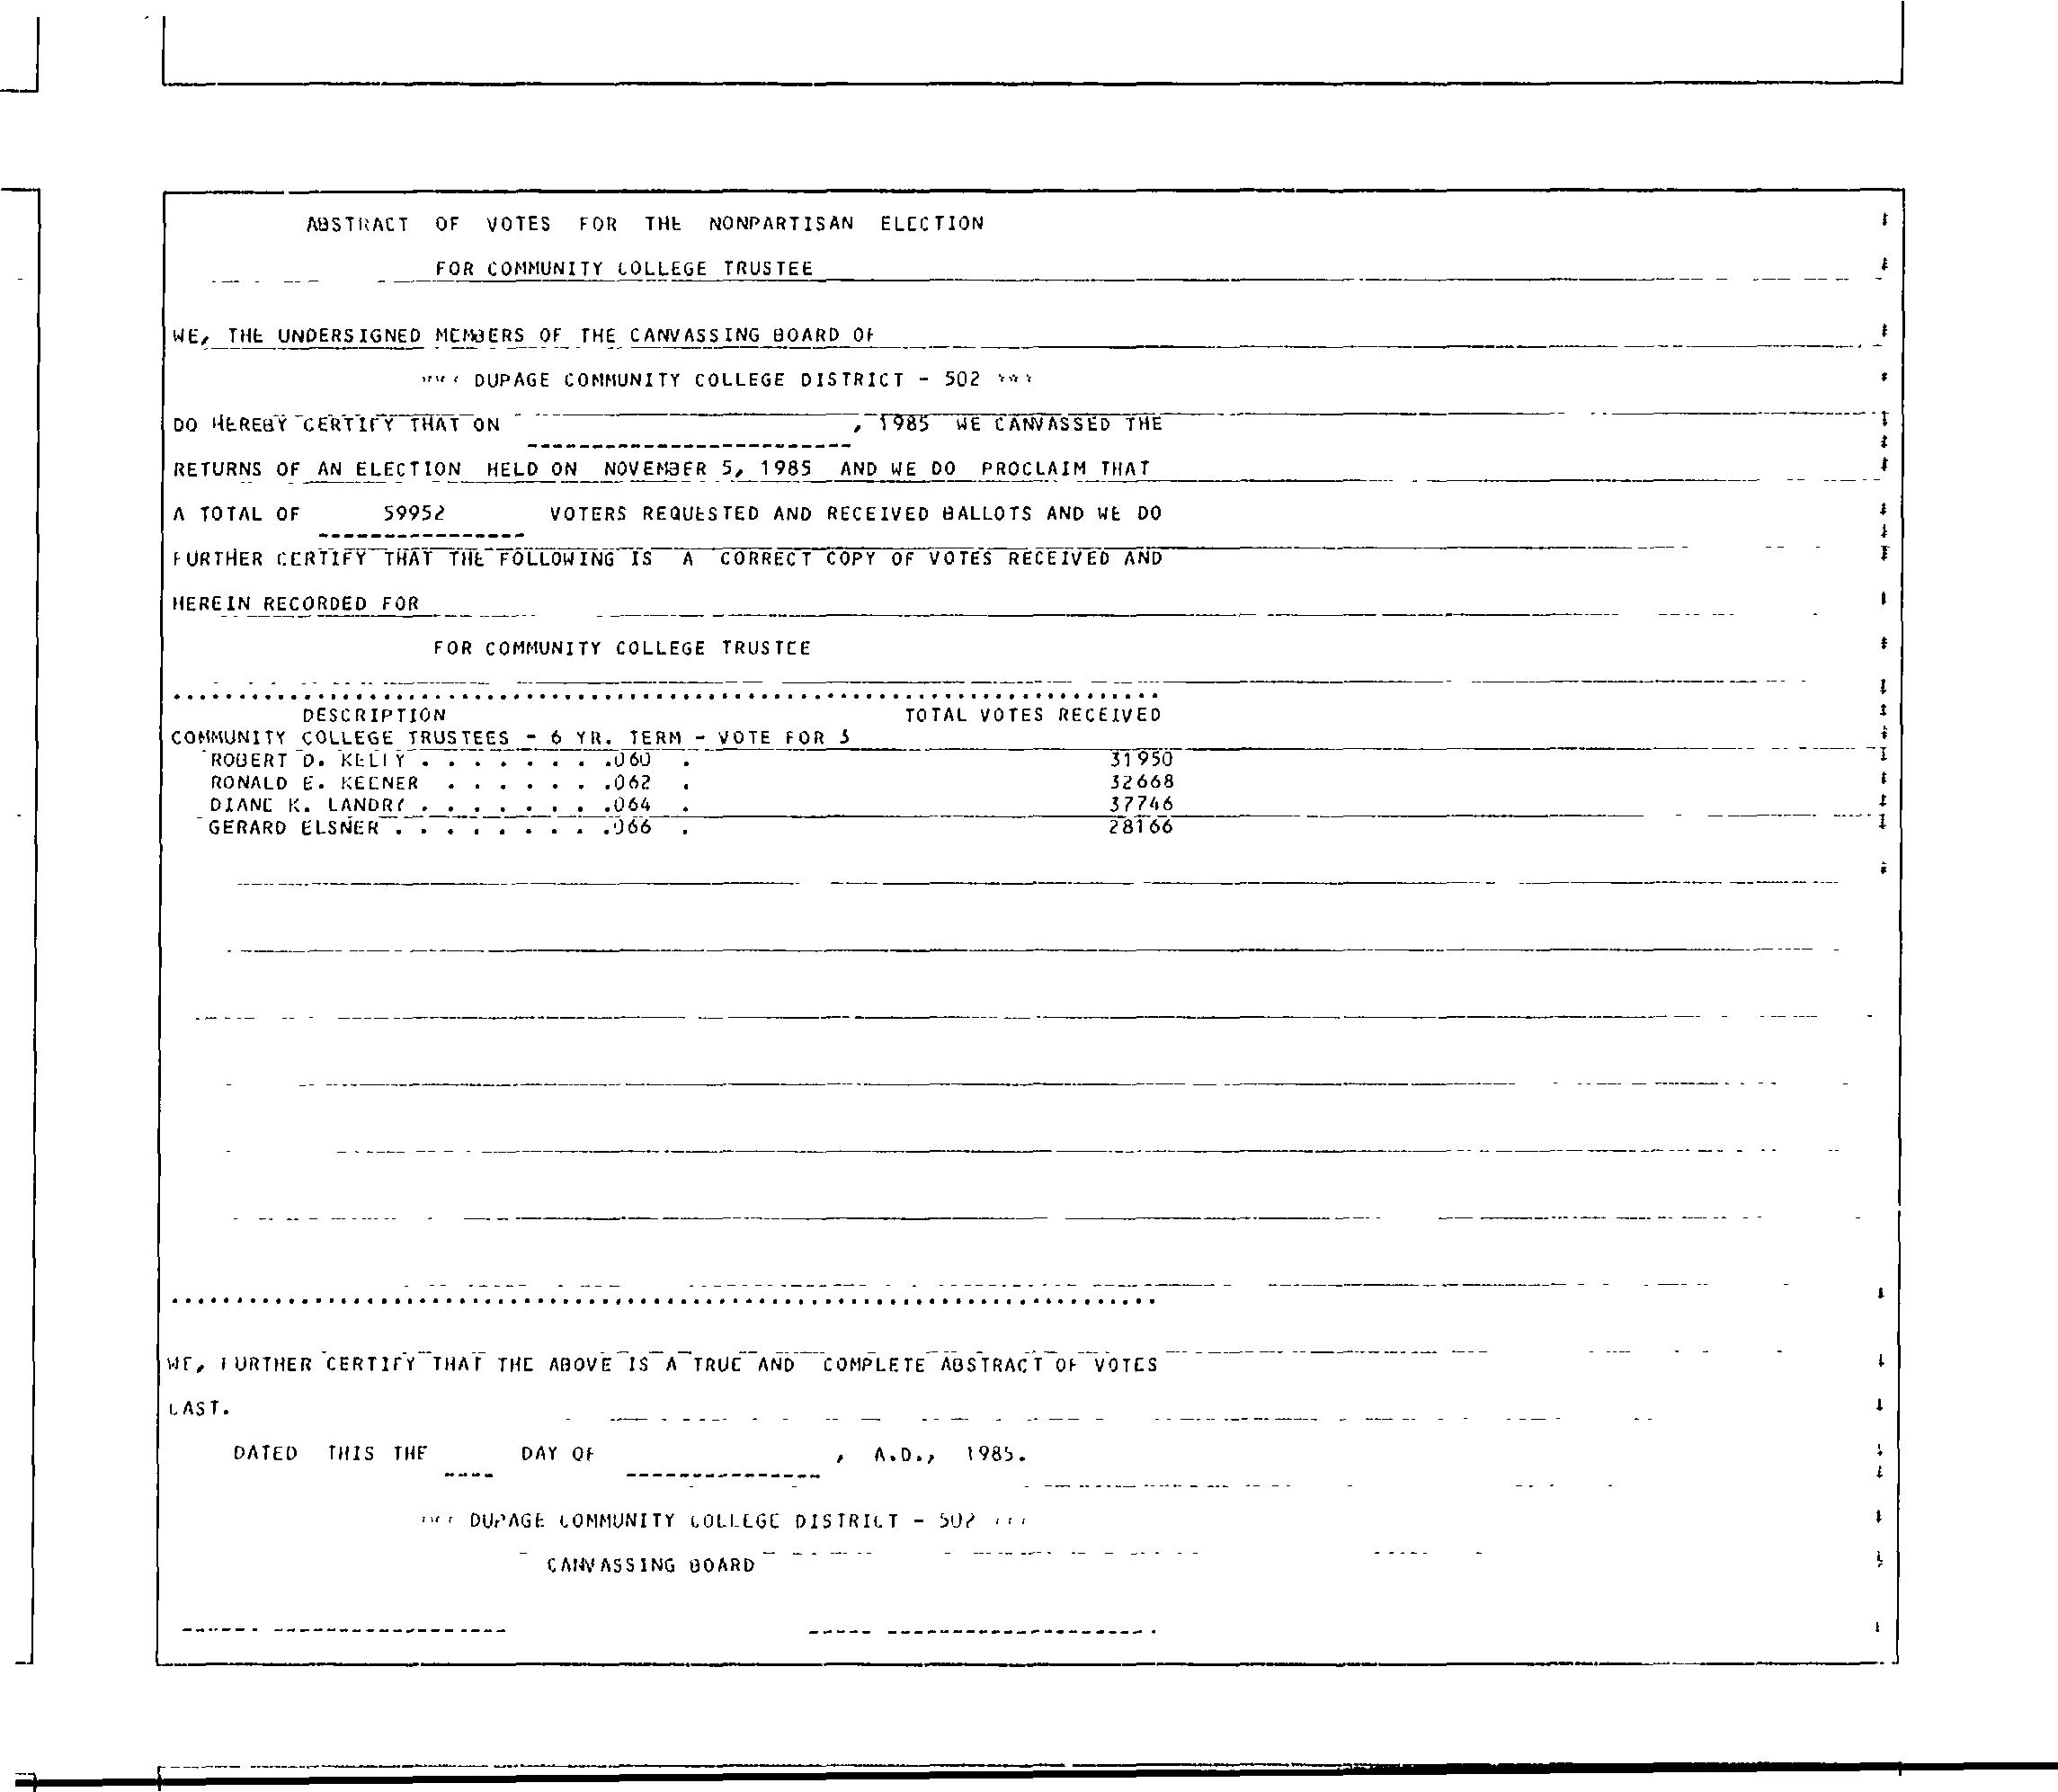 ABSTRACT OF VOTES FOR THE NONPARTISAN ELECTION
FOR COMMUNITY COLLEGE TRUSTEE
WE, THE UNDERSIGNED MEMBERS OF THE CANVASSING BOARD OF
*** DUPAGE COMMUNITY COLLEGE DISTRICT - 502 ***
DO HEREBY CERTIFY THAT ON , 1985 WE CANVASSED THE
RETURNS OF AN ELECTION HELD ON NOVEMBER 5, 1985 AND WE DO PROCLAIM THAT
A TOTAL OF 59952 VOTERS REQUESTED AND RECEIVED BALLOTS AND WE DO
FURTHER CERTIFY THAT THE FOLLOWING IS A CORRECT COPY OF VOTES RECEIVED AND
HEREIN RECORDED FOR
FOR COMMUNITY COLLEGE TRUSTEE
DESCRIPTION TOTAL VOTES RECEIVED
COMMUNITY COLLEGE TRUSTEES - 6 YR. TERM - VOTE FOR 3
ROBERT D. KELLY . . . . . . . .060 . 31950
RONALD E. KEENER . . . . . . .062 . 32668
DIANE K. LANDRY . . . . . . . .064 . 37746
GERARD ELSNER . . . . . . . . .066 . 28166
WE, FURTHER CERTIFY THAT THE ABOVE IS A TRUE AND COMPLETE ABSTRACT OF VOTES
CAST.
DATED THIS THE ---- DAY OF --------------- , A.D., 1985.
*** DUPAGE COMMUNITY COLLEGE DISTRICT - 502 ***
CANVASSING BOARD